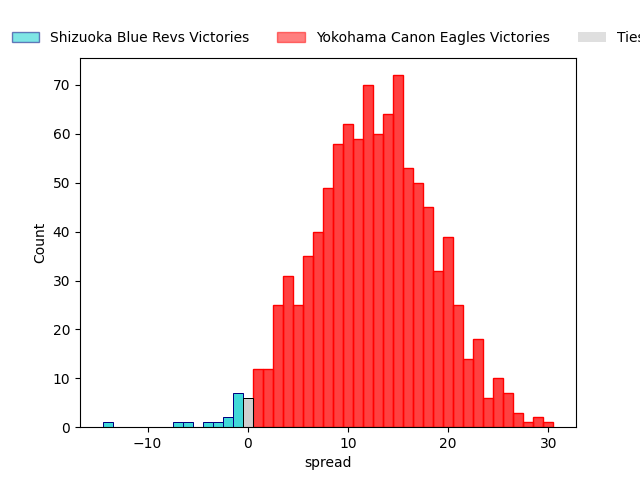 Shizuoka Blue Revs Victories Yokohama Canon Eagles Victories Ties
70
60
50
40
30
20
10
0
Count
−10 0 10 20 30
spread